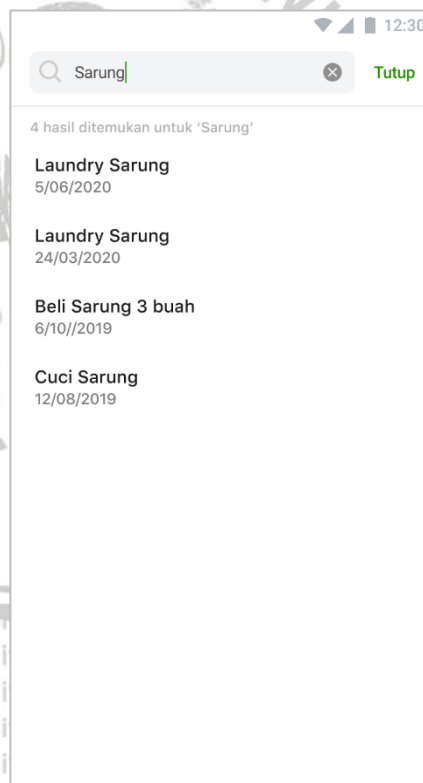 12:30
Sarung
Tutup
4 hasil ditemukan untuk ‘Sarung’
Laundry Sarung
5/06/2020
Laundry Sarung
24/03/2020
Beli Sarung 3 buah
6/10//2019
Cuci Sarung
12/08/2019